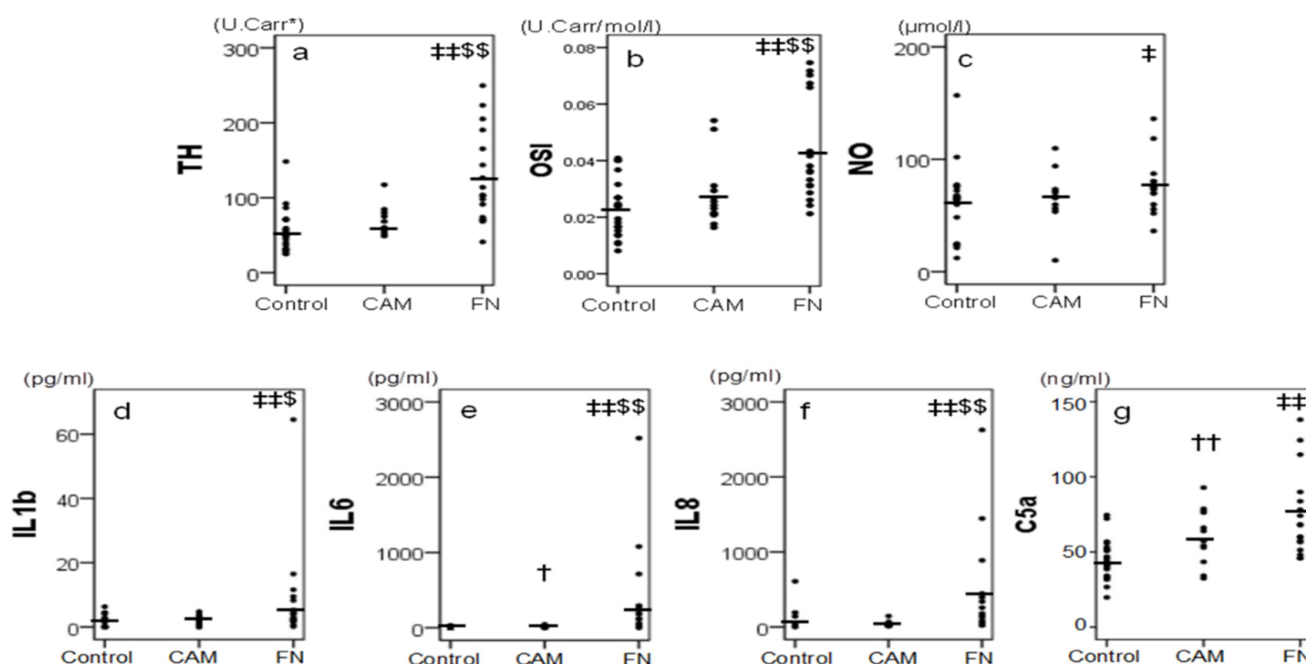 (U.Carr*)
a
‡‡$$
TH
300
200
100
0
Control CAM FN
(U.Carr/mol/l)
b
‡‡$$
OSI
0.08
0.06
0.04
0.02
0.00
Control CAM FN
(μmol/l)
c
‡
NO
200
100
0
Control CAM FN
(pg/ml)
d
‡‡$
IL1b
60
40
20
0
Control CAM FN
(pg/ml)
e
‡‡$$
†
IL6
3000
2000
1000
0
Control CAM FN
(pg/ml)
f
‡‡$$
IL8
3000
2000
1000
0
Control CAM FN
(ng/ml)
g
‡‡
††
C5a
150
100
50
0
Control CAM FN